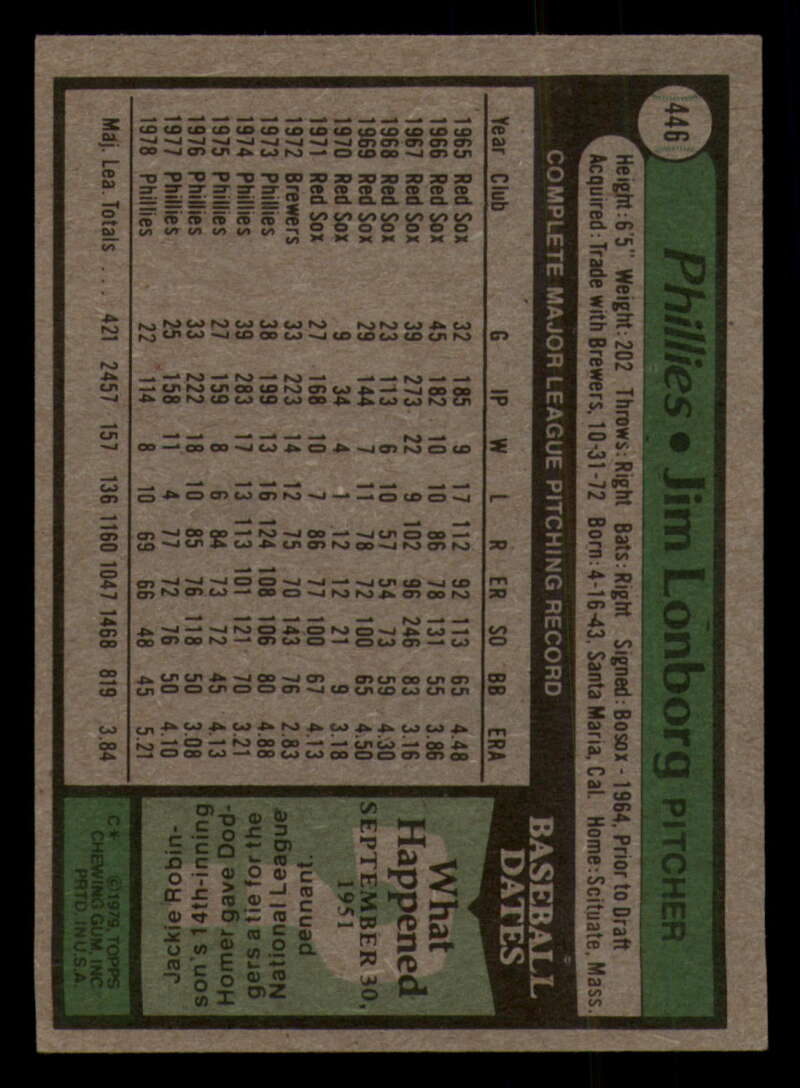 446
Phillies • Jim Lonborg PITCHER
Height: 6'5" Weight: 202 Throws: Right Bats: Right Signed: Bosox - 1964, Prior to Draft
Acquired: Trade with Brewers, 10-31-72 Born: 4-16-43, Santa Maria, Cal. Home: Scituate, Mass.
COMPLETE MAJOR LEAGUE PITCHING RECORD
Year Club G IP W L R ER SO BB ERA
1965 Red Sox 32 185 9 17 112 92 113 65 4.48
1966 Red Sox 45 182 10 10 86 78 131 55 3.86
1967 Red Sox 39 273 22 9 102 96 246 83 3.16
1968 Red Sox 23 113 6 10 57 54 73 59 4.30
1969 Red Sox 29 144 7 11 78 72 100 65 4.50
1970 Red Sox 9 34 4 1 12 12 21 9 3.18
1971 Red Sox 27 168 10 7 86 77 100 67 4.13
1972 Brewers 33 223 14 12 75 70 143 76 2.83
1973 Phillies 38 199 13 16 124 108 106 80 4.88
1974 Phillies 39 283 17 13 113 101 121 70 3.21
1975 Phillies 27 159 8 6 84 73 72 45 4.13
1976 Phillies 33 222 18 10 85 76 118 50 3.08
1977 Phillies 25 158 11 4 77 72 76 50 4.10
1978 Phillies 22 114 8 10 69 66 48 45 5.21
Maj. Lea. Totals .... 421 2457 157 136 1160 1047 1468 819 3.84
BASEBALL
DATES
©
What
Happened
SEPTEMBER 30,
1951
Jackie Robin-
son's 14th-inning
Homer gave Dod-
gers a tie for the
National League
pennant.
C* ©1979, TOPPS
CHEWING GUM, INC.
PRTD. IN U.S.A.